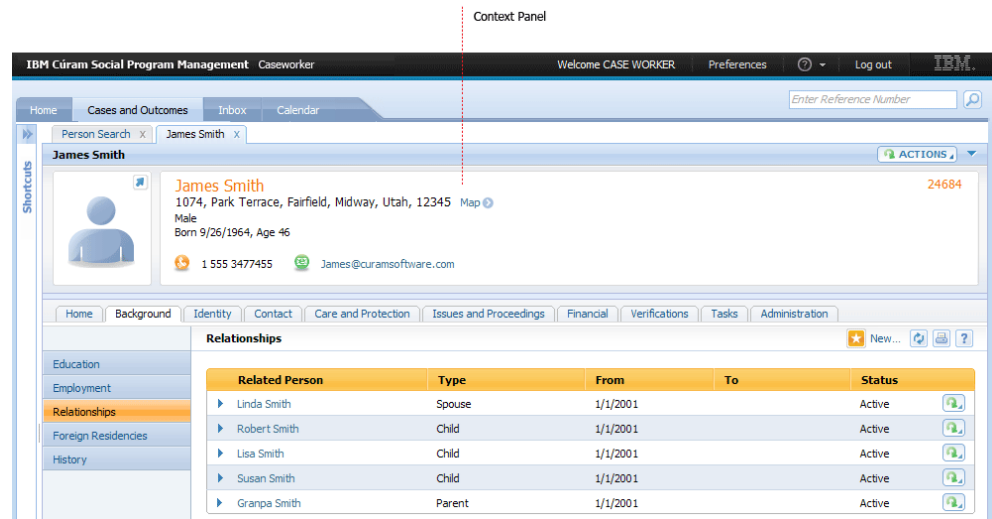 Context Panel
IBM Cúram Social Program Management Caseworker Welcome CASE WORKER Preferences ? Log out IBM.
Enter Reference Number
Home Cases and Outcomes Inbox Calendar
Person Search X James Smith X
James Smith ACTIONS
Shortcuts
James Smith 24684
1074, Park Terrace, Fairfield, Midway, Utah, 12345 Map
Male
Born 9/26/1964, Age 46
1 555 3477455 James@curamsoftware.com
Home Background Identity Contact Care and Protection Issues and Proceedings Financial Verifications Tasks Administration
Relationships New... ?
Education
Employment
Relationships
Foreign Residencies
History
Related Person Type From To Status
Linda Smith Spouse 1/1/2001 Active
Robert Smith Child 1/1/2001 Active
Lisa Smith Child 1/1/2001 Active
Susan Smith Child 1/1/2001 Active
Granpa Smith Parent 1/1/2001 Active